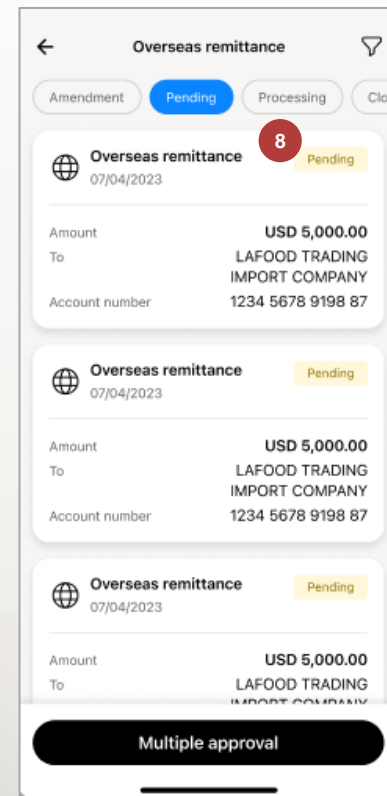 Overseas remittance
Amendment Pending Processing Clo
8
Overseas remittance Pending
07/04/2023
Amount USD 5,000.00
To LAFOOD TRADING
IMPORT COMPANY
Account number 1234 5678 9198 87
Overseas remittance Pending
07/04/2023
Amount USD 5,000.00
To LAFOOD TRADING
IMPORT COMPANY
Account number 1234 5678 9198 87
Overseas remittance Pending
07/04/2023
Amount USD 5,000.00
To LAFOOD TRADING
IMPORT COMPANY
Multiple approval